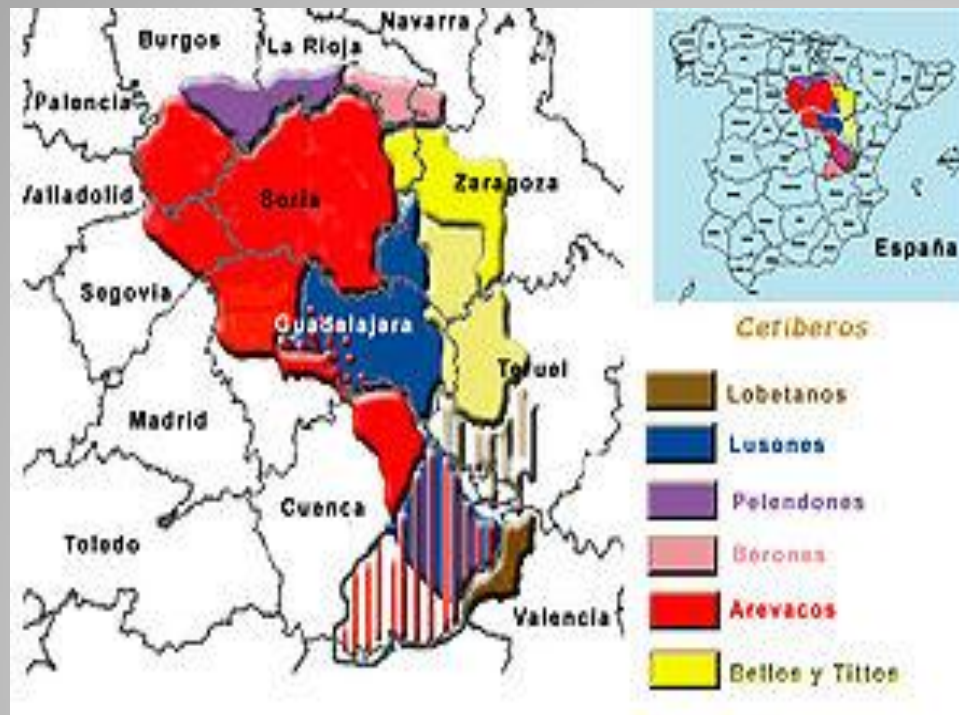 Navarra
Burgos
La Rioja
Palencia
Zaragoza
Valladolid
Soria
Segovia
Guadalajara
Teruel
Madrid
Cuenca
Toledo
Valencia
España
Cetiberos
Lobetanos
Lusones
Pelendones
Berones
Arevacos
Bellos y Tittos